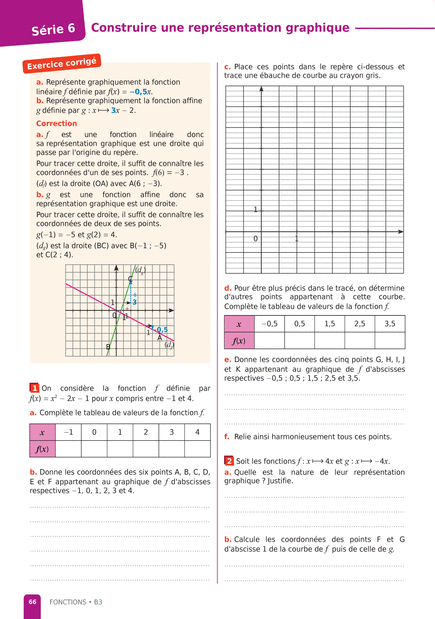 Série 6
Construire une représentation graphique
Exercice corrigé
a. Représente graphiquement la fonction
linéaire f définie par f(x) = −0,5x.
b. Représente graphiquement la fonction affine
g définie par g : x ⟼ 3x − 2.
Correction
a. f est une fonction linéaire donc
sa représentation graphique est une droite qui
passe par l'origine du repère.
Pour tracer cette droite, il suffit de connaître les
coordonnées d'un de ses points. f(6) = −3 .
(df) est la droite (OA) avec A(6 ; −3).
b. g est une fonction affine donc sa
représentation graphique est une droite.
Pour tracer cette droite, il suffit de connaître les
coordonnées de deux de ses points.
g(−1) = −5 et g(2) = 4.
(dg) est la droite (BC) avec B(−1 ; −5)
et C(2 ; 4).
(dg)
C
1
3
0
1
−0,5
A
B
1 On considère la fonction f définie par
f(x) = x² − 2x − 1 pour x compris entre −1 et 4.
a. Complète le tableau de valeurs de la fonction f.
x −1 0 1 2 3 4
f(x)
b. Donne les coordonnées des six points A, B, C, D,
E et F appartenant au graphique de f d'abscisses
respectives −1, 0, 1, 2, 3 et 4.
c. Place ces points dans le repère ci-dessous et
trace une ébauche de courbe au crayon gris.
1
0
1
d. Pour être plus précis dans le tracé, on détermine
d'autres points appartenant à cette courbe.
Complète le tableau de valeurs de la fonction f.
x −0,5 0,5 1,5 2,5 3,5
f(x)
e. Donne les coordonnées des cinq points G, H, I, J
et K appartenant au graphique de f d'abscisses
respectives −0,5 ; 0,5 ; 1,5 ; 2,5 et 3,5.
f. Relie ainsi harmonieusement tous ces points.
2 Soit les fonctions f : x ⟼ 4x et g : x ⟼ −4x.
a. Quelle est la nature de leur représentation
graphique ? Justifie.
b. Calcule les coordonnées des points F et G
d'abscisse 1 de la courbe de f puis de celle de g.
66 FONCTIONS • B3